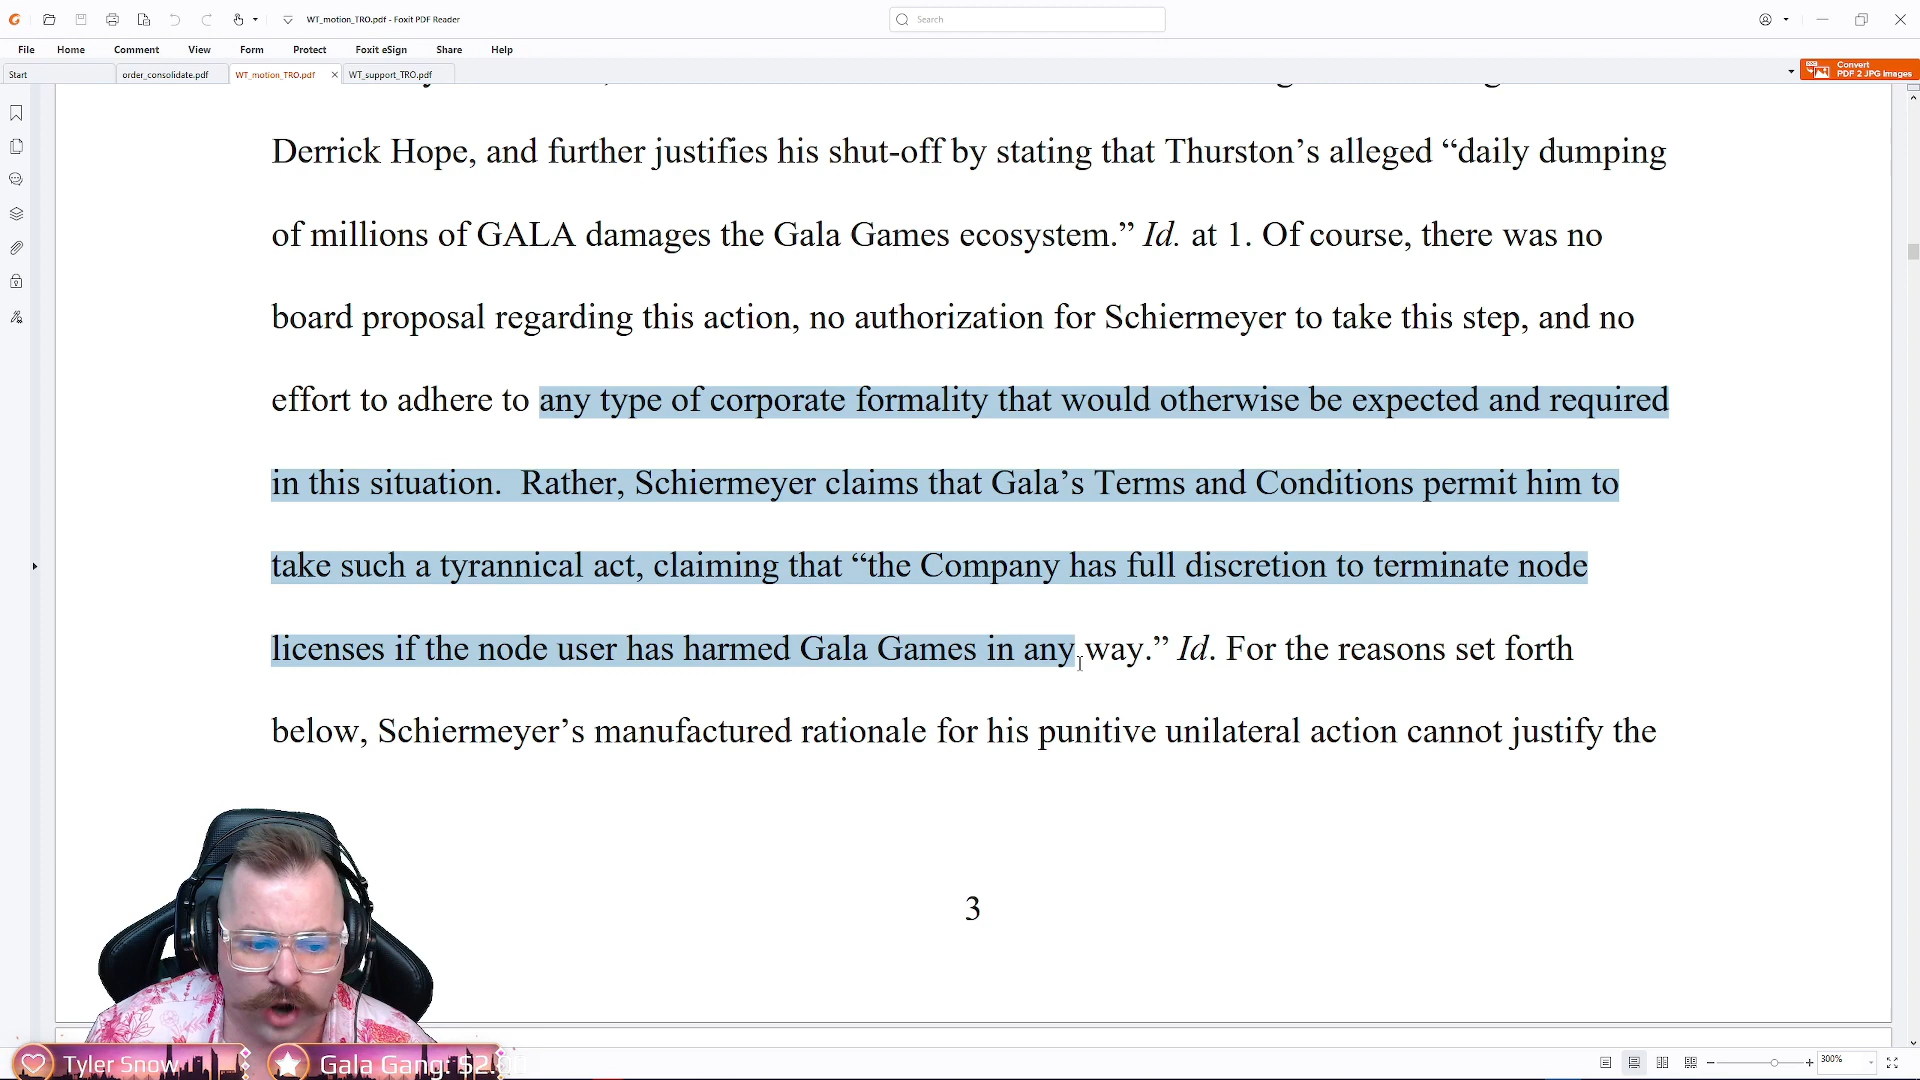 WT_motion_TRO.pdf - Foxit PDF Reader
Search
File Home Comment View Form Protect Foxit eSign Share Help
Start order_consolidate.pdf WT_motion_TRO.pdf WT_support_TRO.pdf
Convert
PDF 2 JPG Images
Derrick Hope, and further justifies his shut-off by stating that Thurston’s alleged “daily dumping
of millions of GALA damages the Gala Games ecosystem.” Id. at 1. Of course, there was no
board proposal regarding this action, no authorization for Schiermeyer to take this step, and no
effort to adhere to any type of corporate formality that would otherwise be expected and required
in this situation.  Rather, Schiermeyer claims that Gala’s Terms and Conditions permit him to
take such a tyrannical act, claiming that “the Company has full discretion to terminate node
licenses if the node user has harmed Gala Games in any way.” Id. For the reasons set forth
below, Schiermeyer’s manufactured rationale for his punitive unilateral action cannot justify the
3
Tyler Snow
Gala Gang:
300%